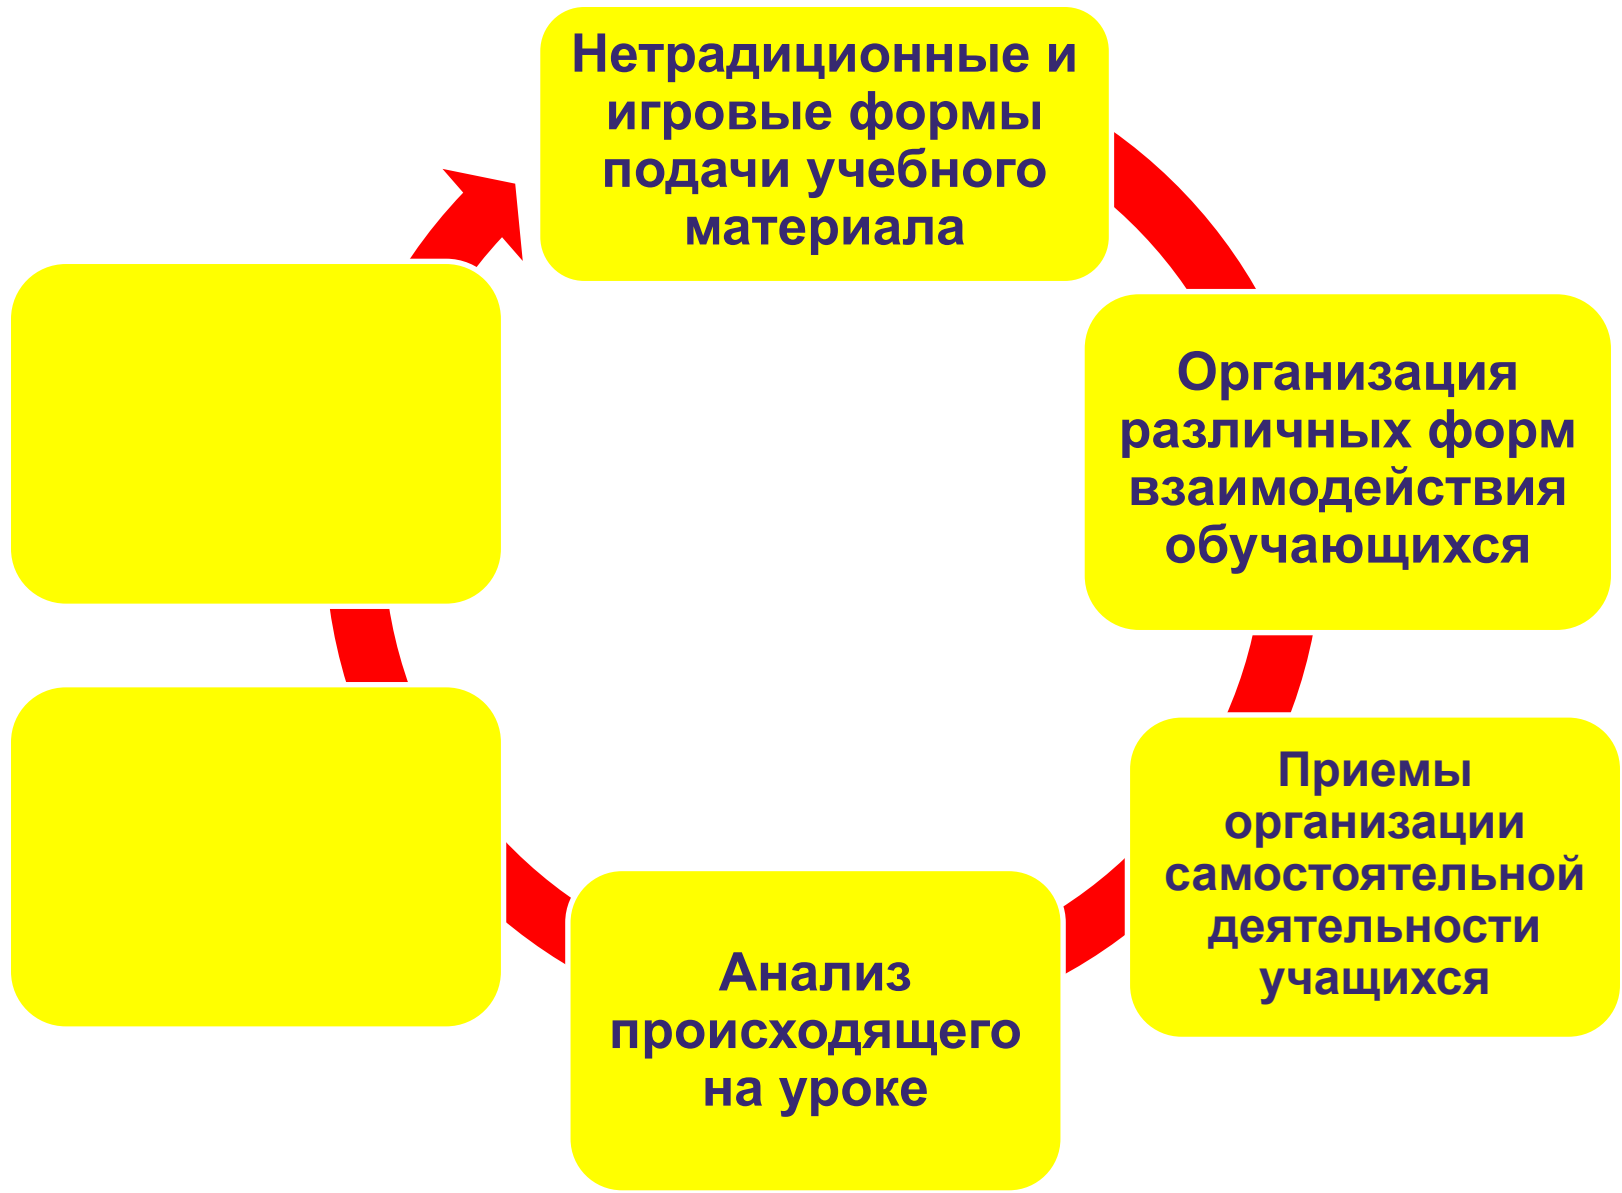 Нетрадиционные и
игровые формы
подачи учебного
материала
Организация
различных форм
взаимодействия
обучающихся
Приемы
организации
самостоятельной
деятельности
учащихся
Анализ
происходящего
на уроке